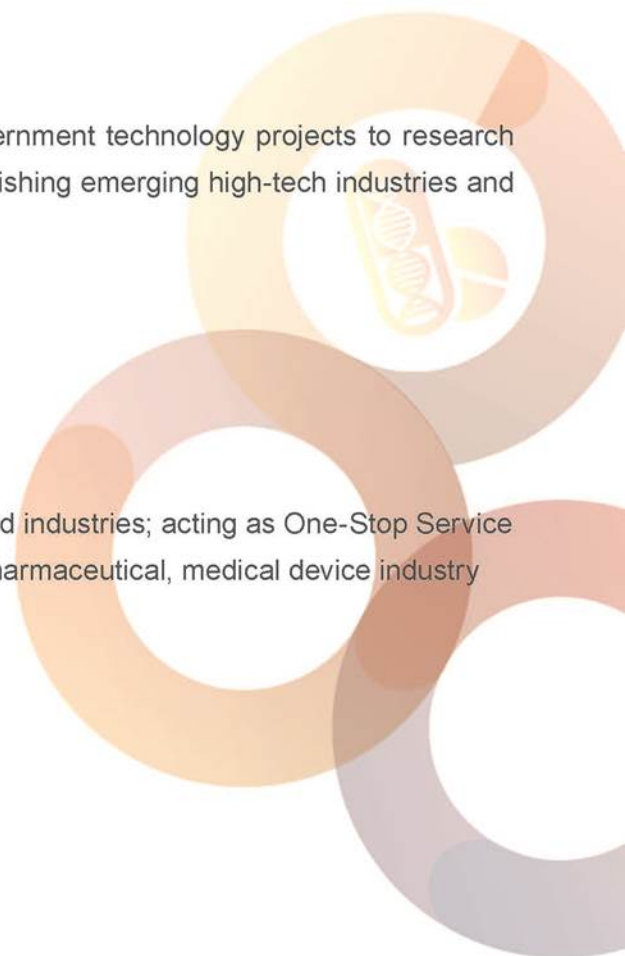 ernment technology projects to research
ishing emerging high-tech industries and
d industries; acting as One-Stop Service
harmaceutical, medical device industry